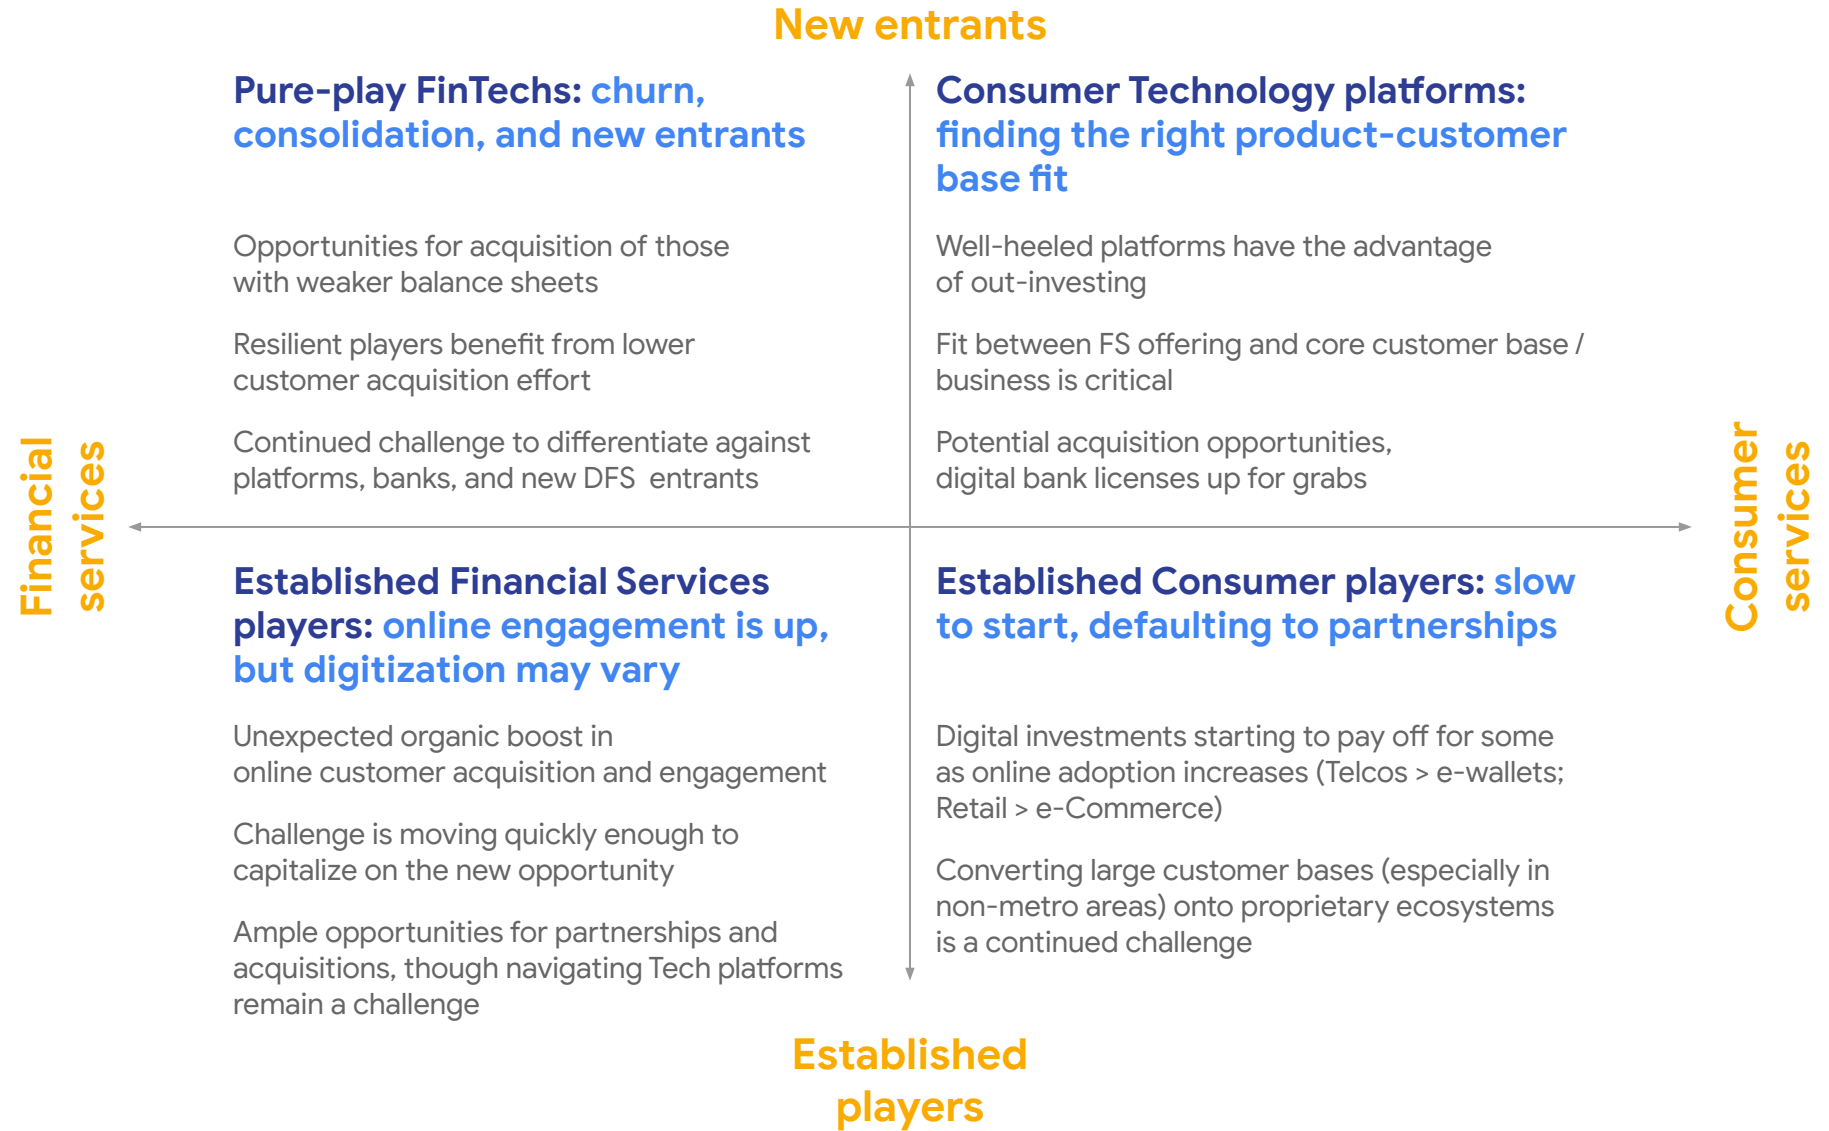 New entrants
Pure-play FinTechs: churn,
consolidation, and new entrants
Opportunities for acquisition of those
with weaker balance sheets
Resilient players benefit from lower
customer acquisition effort
Continued challenge to differentiate against
platforms, banks, and new DFS entrants
Consumer Technology platforms:
finding the right product-customer
base fit
Well-heeled platforms have the advantage
of out-investing
Fit between FS offering and core customer base /
business is critical
Potential acquisition opportunities,
digital bank licenses up for grabs
Financial
services
Consumer
services
Established Financial Services
players: online engagement is up,
but digitization may vary
Unexpected organic boost in
online customer acquisition and engagement
Challenge is moving quickly enough to
capitalize on the new opportunity
Ample opportunities for partnerships and
acquisitions, though navigating Tech platforms
remain a challenge
Established Consumer players: slow
to start, defaulting to partnerships
Digital investments starting to pay off for some
as online adoption increases (Telcos > e-wallets;
Retail > e-Commerce)
Converting large customer bases (especially in
non-metro areas) onto proprietary ecosystems
is a continued challenge
Established
players